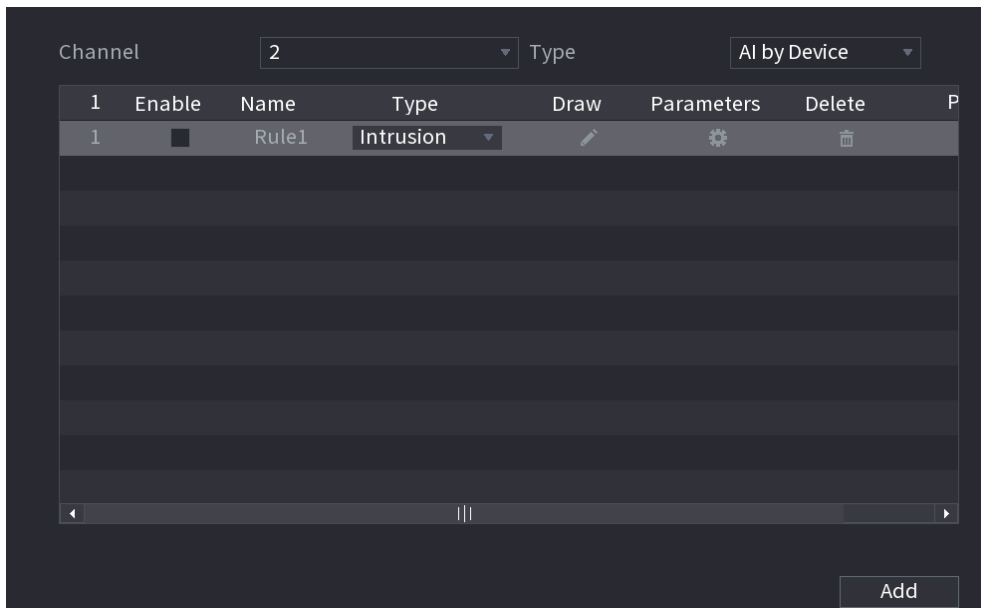 Channel 2 Type AI by Device
1 Enable Name Type Draw Parameters Delete P
1 Rule1 Intrusion
Add